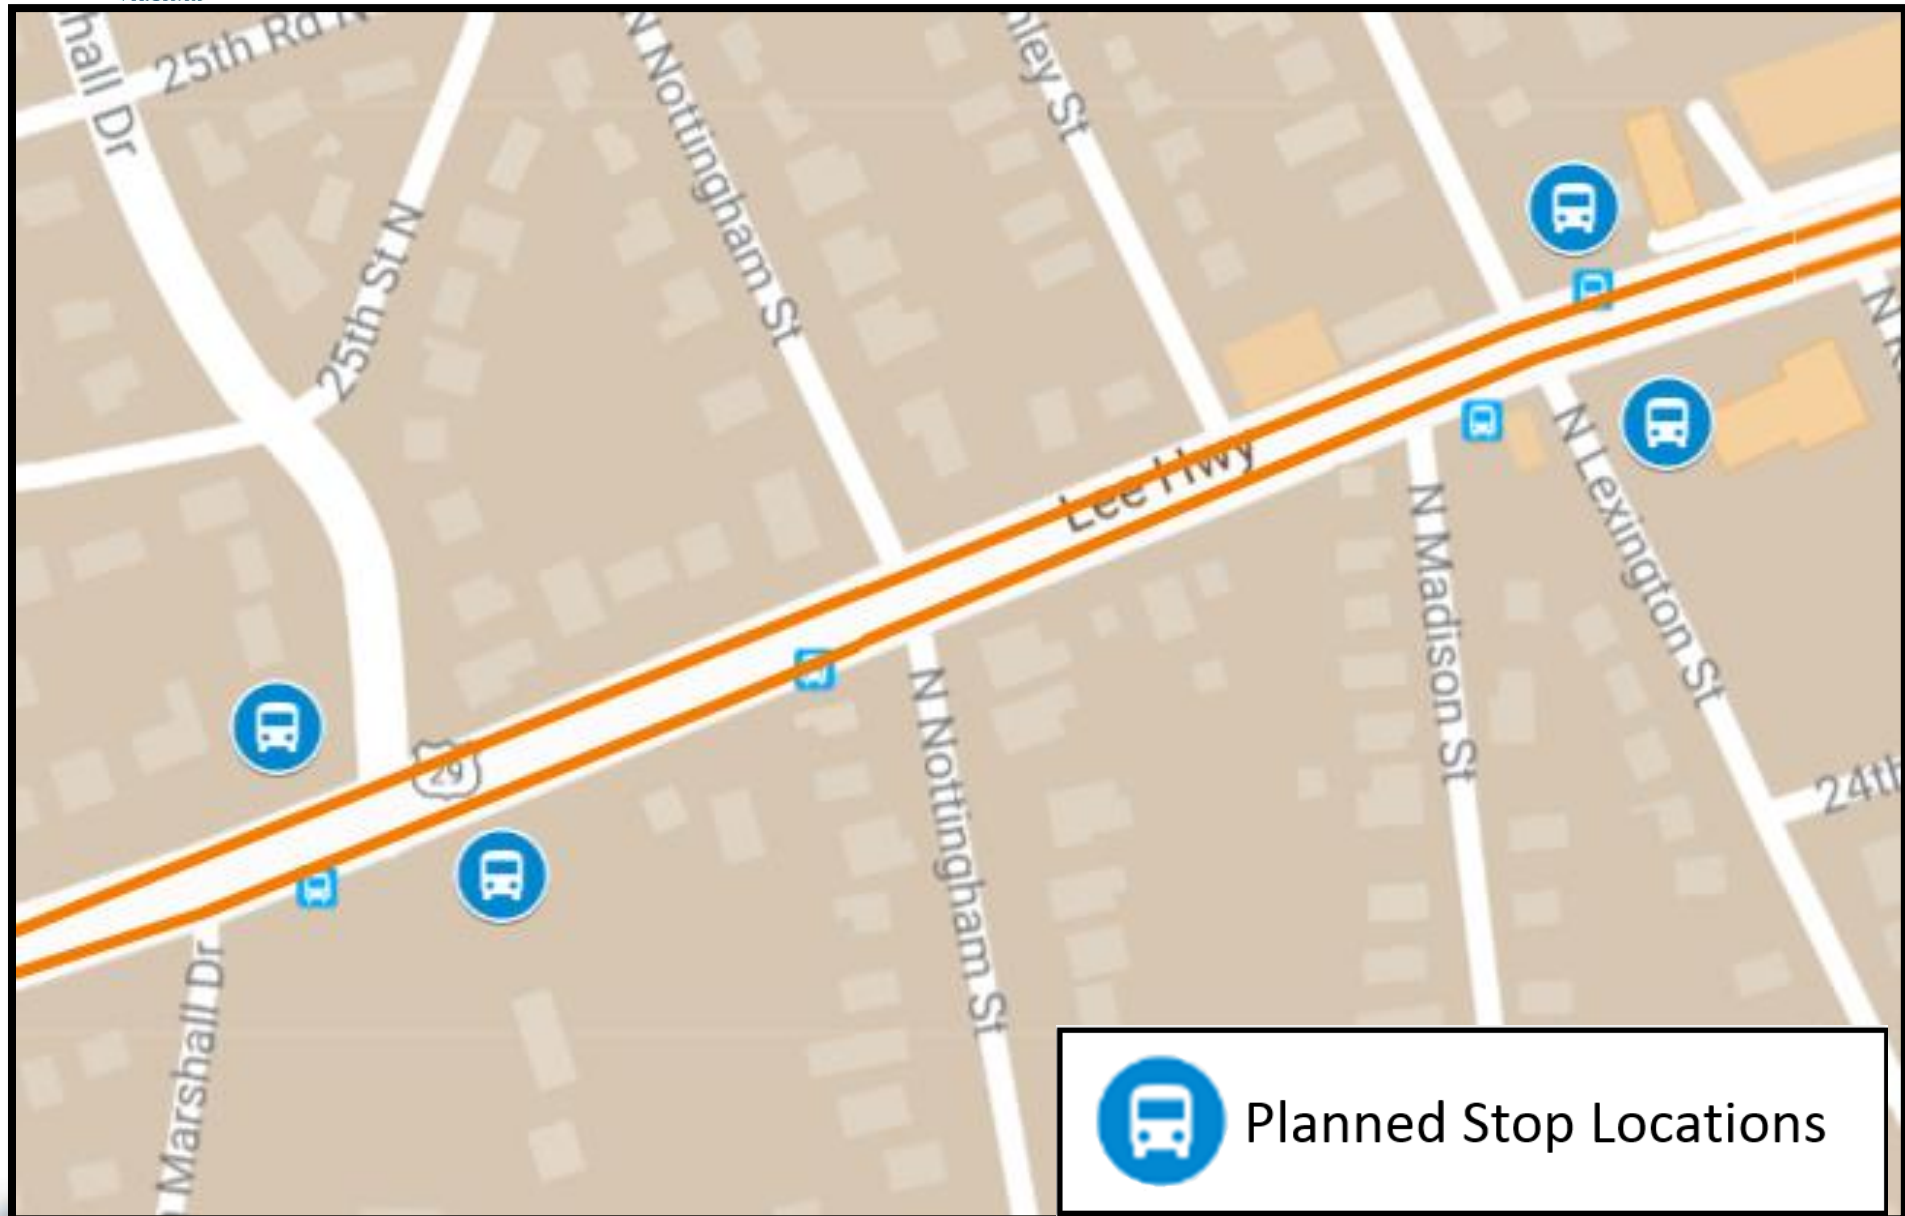 hall Dr
25th Rd N
25th St N
N Nottingham St
nley St
Lee Hwy
29
N Nottingham St
N Madison St
N Lexington St
24th
Marshall Dr
Planned Stop Locations